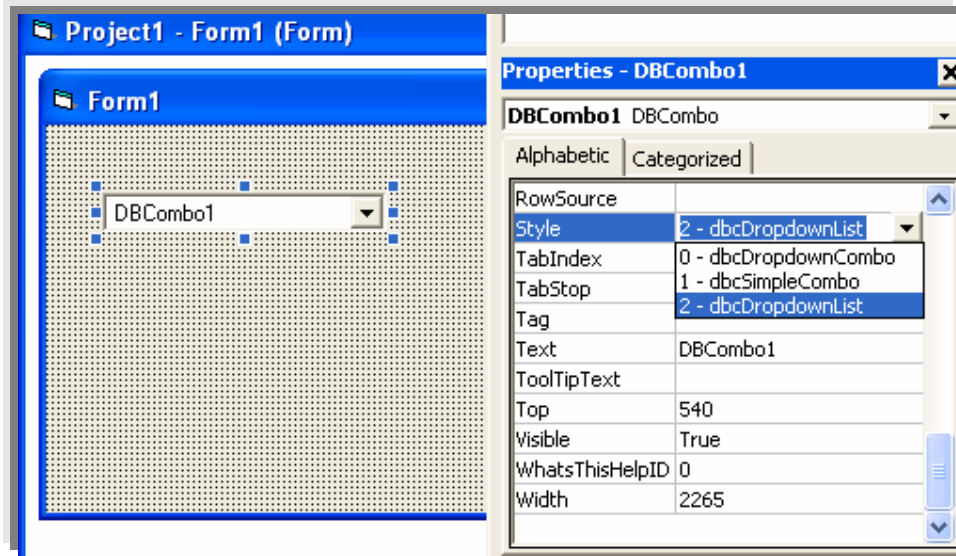 Project1 - Form1 (Form)
Form1
DBCombo1
Properties - DBCombo1
DBCombo1 DBCombo
Alphabetic Categorized
RowSource
Style 2 - dbcDropdownList
0 - dbcDropdownCombo
1 - dbcSimpleCombo
2 - dbcDropdownList
TabIndex
TabStop
Tag
Text DBCombo1
ToolTipText
Top 540
Visible True
WhatsThisHelpID 0
Width 2265